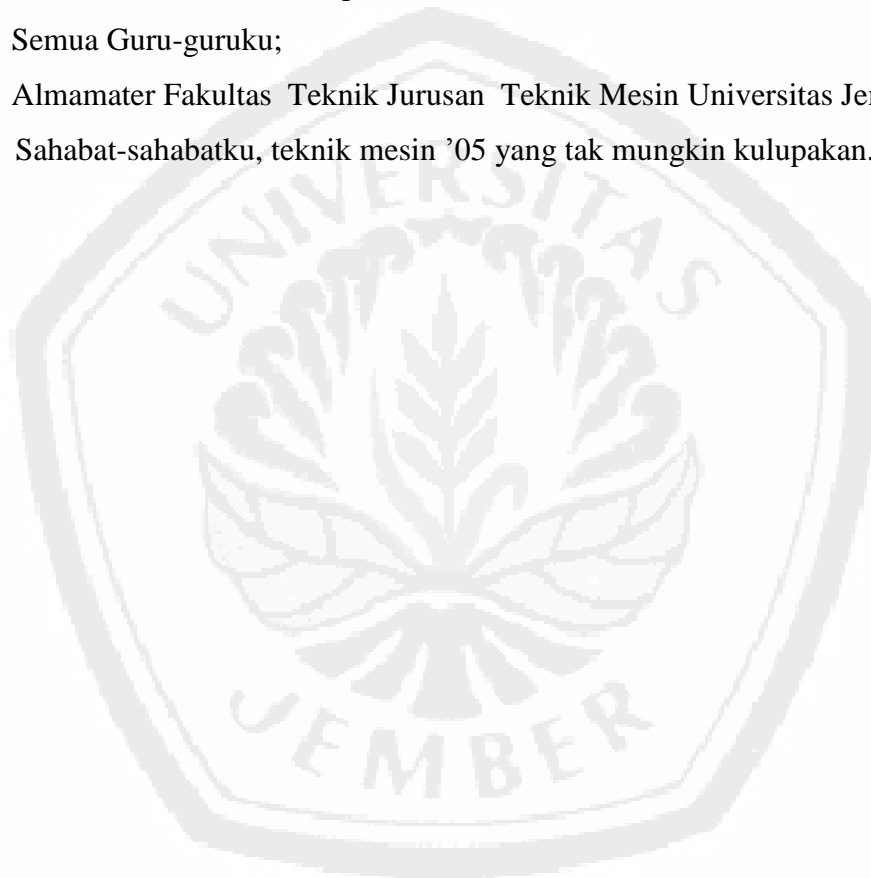 Semua Guru-guruku;
Almamater Fakultas Teknik Jurusan Teknik Mesin Universitas
Sahabat-sahabatku, teknik mesin ’05 yang tak mungkin kulupakan.
UNIVERSITAS
JEMBER